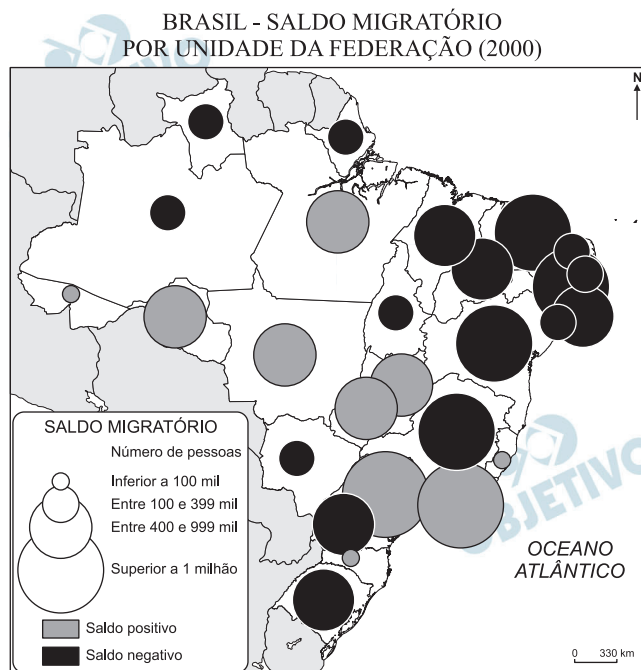 BRASIL - SALDO MIGRATÓRIO
POR UNIDADE DA FEDERAÇÃO (2000)
N
SALDO MIGRATÓRIO
Número de pessoas
Inferior a 100 mil
Entre 100 e 399 mil
Entre 400 e 999 mil
Superior a 1 milhão
Saldo positivo
Saldo negativo
OBJETIVO
OCEANO
ATLÂNTICO
0 330 km